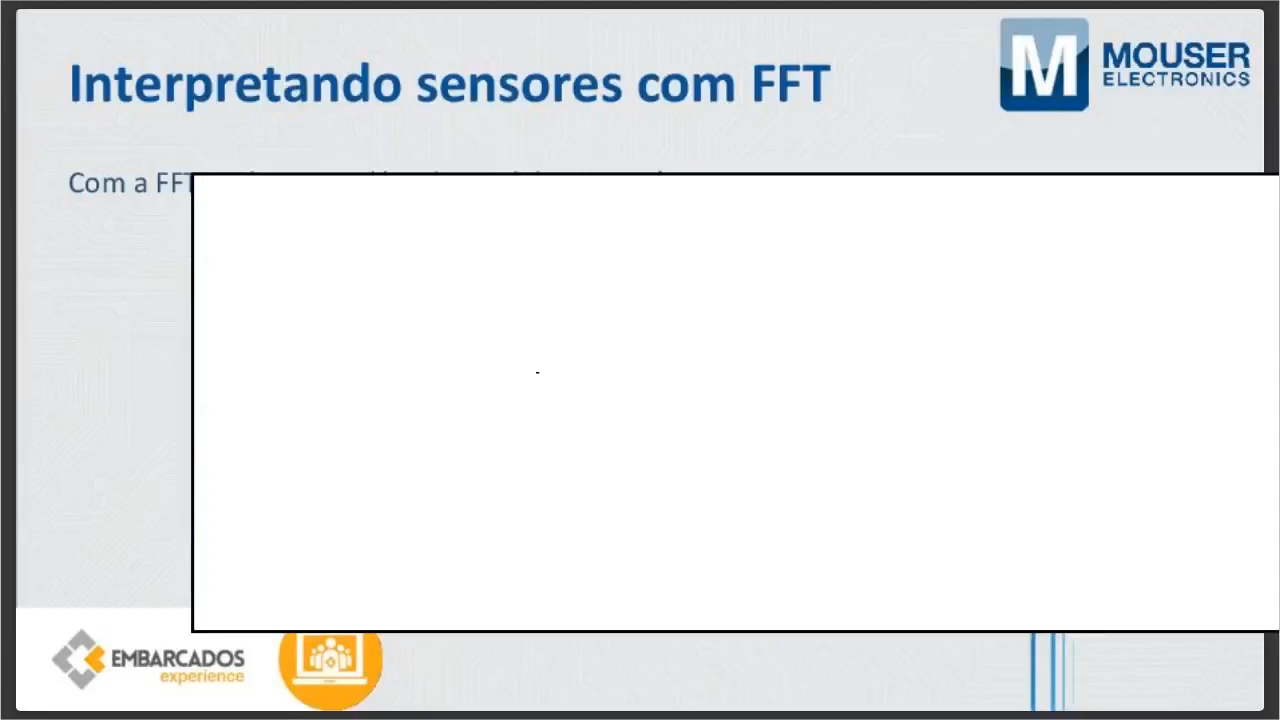 Interpretando sensores com FFT
MOUSER
ELECTRONICS
Com a FFT
EMBARCADOS
experience